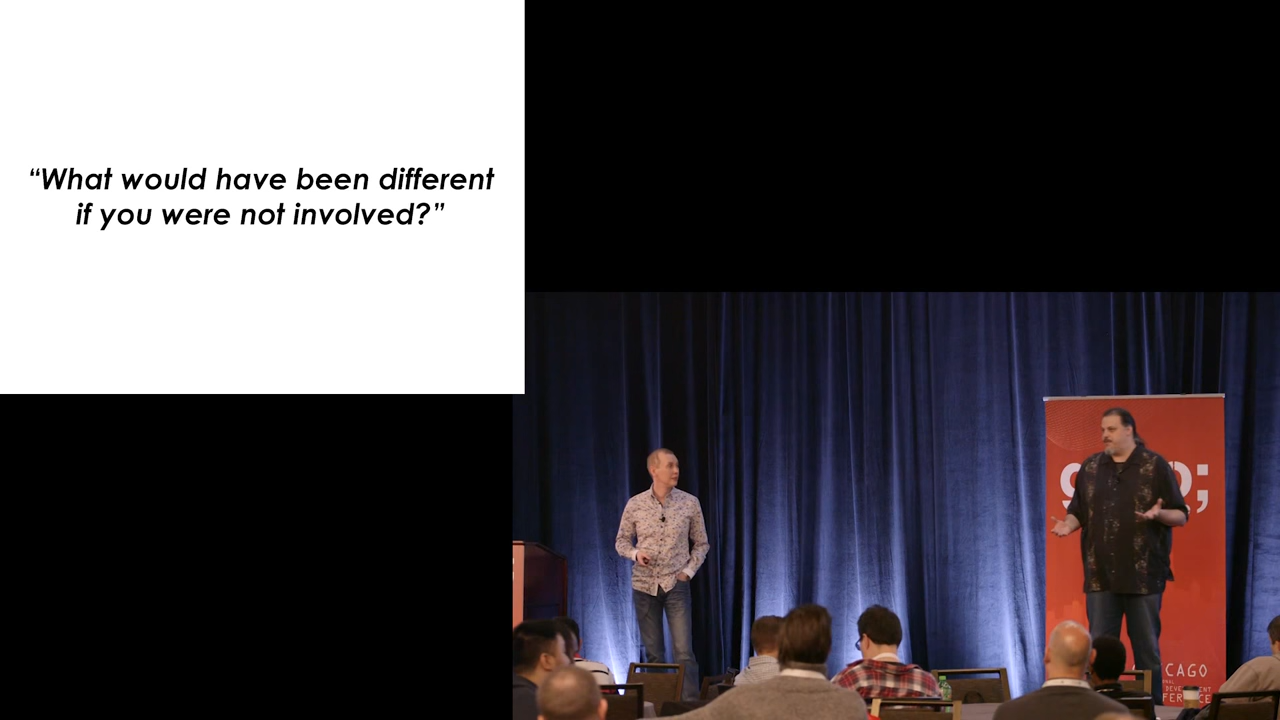 “What would have been different
if you were not involved?”
CAGO